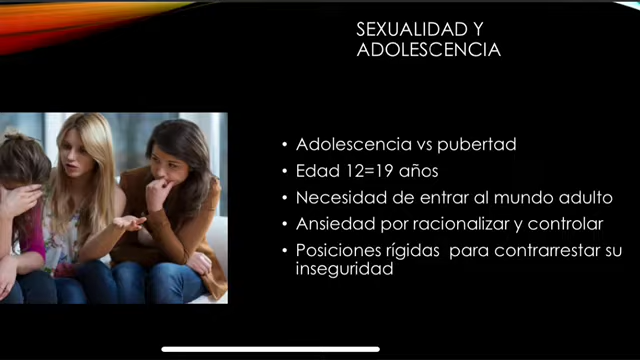 SEXUALIDAD Y
ADOLESCENCIA
• Adolescencia vs pubertad
• Edad 12=19 años
• Necesidad de entrar al mundo adulto
• Ansiedad por racionalizar y controlar
• Posiciones rígidas para contrarrestar su
inseguridad